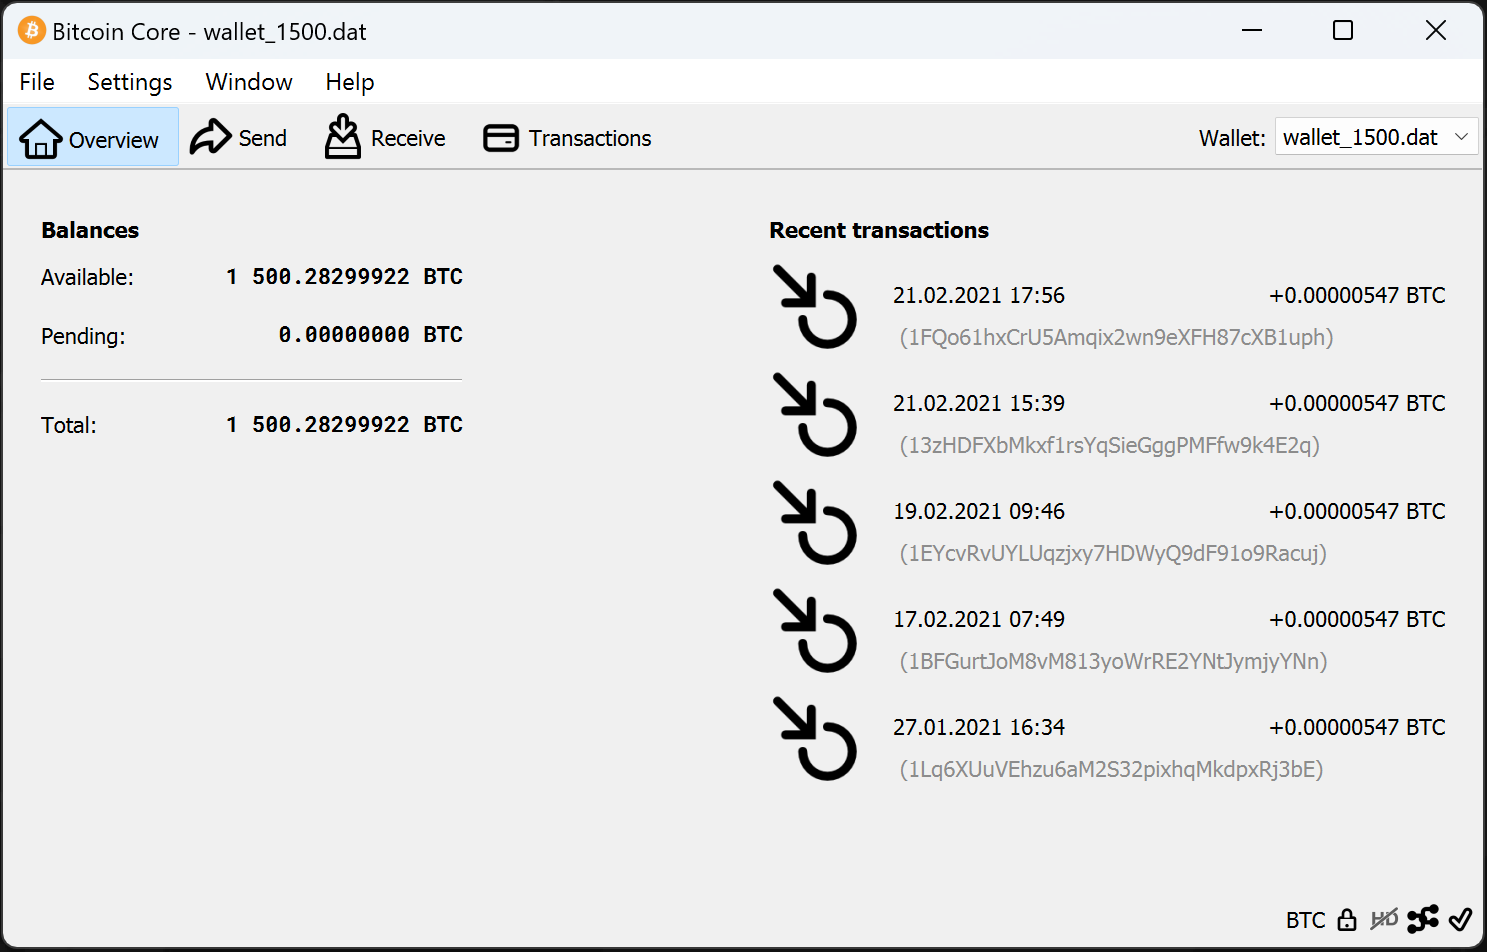 Bitcoin Core - wallet_1500.dat
File Settings Window Help
Overview Send Receive Transactions Wallet: wallet_1500.dat
Balances
Available: 1 500.28299922 BTC
Pending: 0.00000000 BTC
Total: 1 500.28299922 BTC
Recent transactions
21.02.2021 17:56 +0.00000547 BTC
(1FQo61hxCrU5Amqix2wn9eXFH87cXB1uph)
21.02.2021 15:39 +0.00000547 BTC
(13zHDFXbMkxf1rsYqSieGggPMFfw9k4E2q)
19.02.2021 09:46 +0.00000547 BTC
(1EYcvRvUYLUqzjxy7HDWyQ9dF91o9Racuj)
17.02.2021 07:49 +0.00000547 BTC
(1BFGurtJoM8vM813yoWrRE2YNtJymjyYNn)
27.01.2021 16:34 +0.00000547 BTC
(1Lq6XUuVEhzu6aM2S32pixhqMkdpxRj3bE)
BTC HD